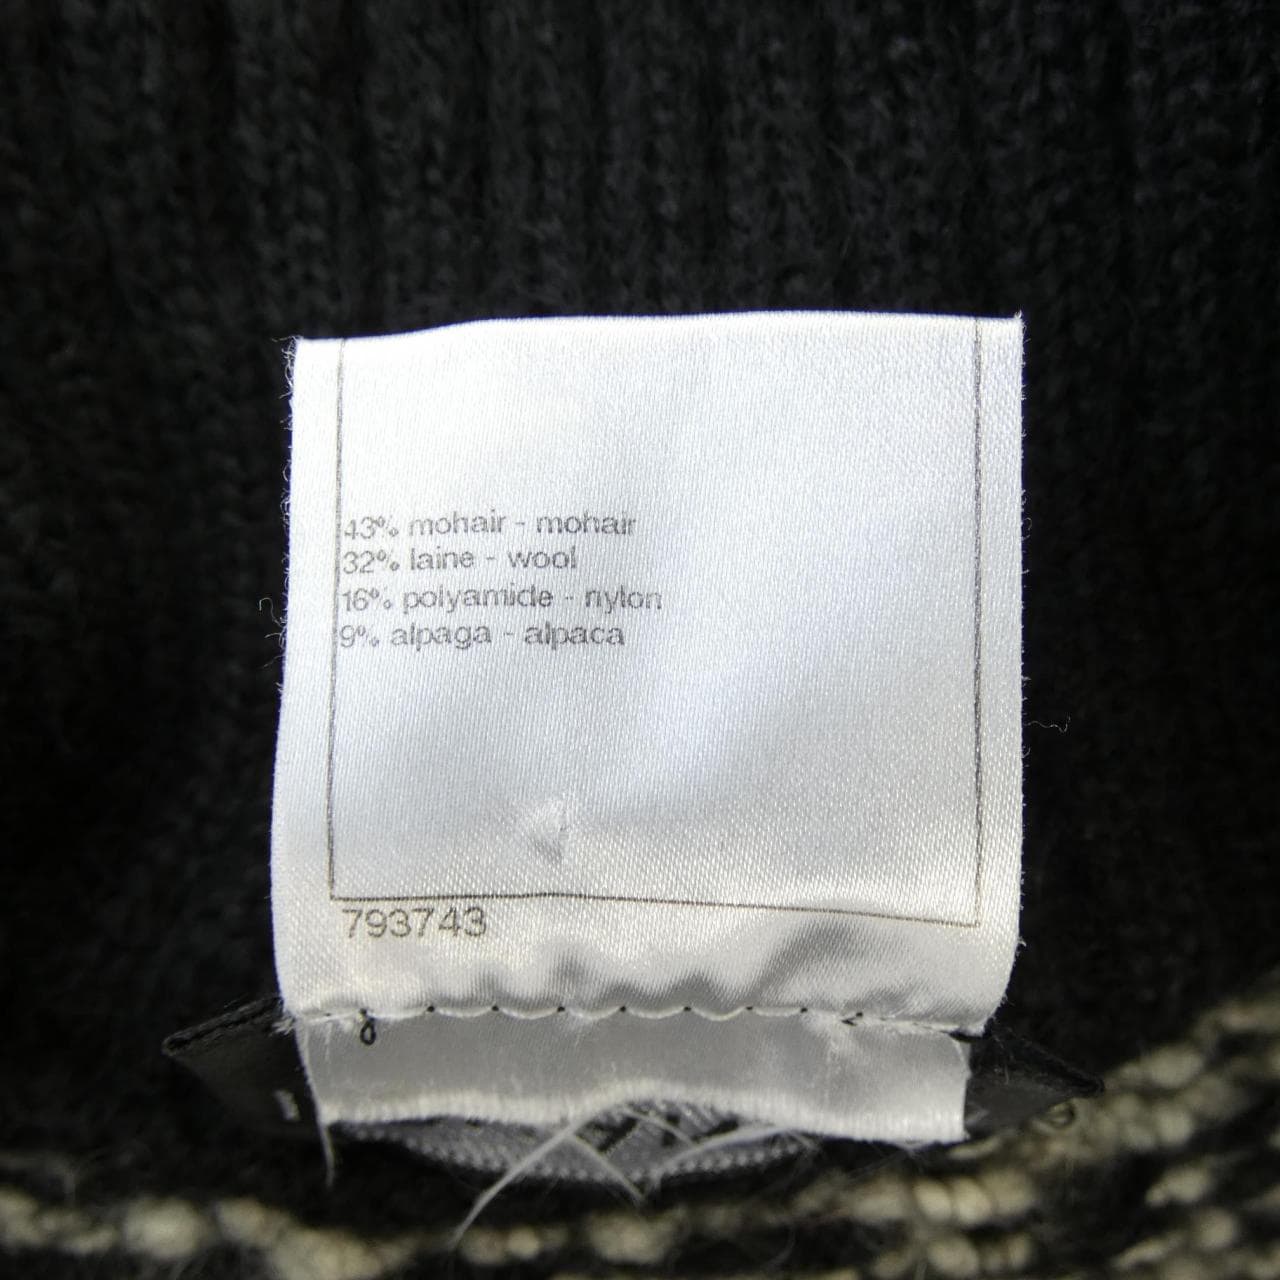 43% mohair - mohair
32% laine - wool
16% polyamide - nylon
9% alpaga - alpaca
793743